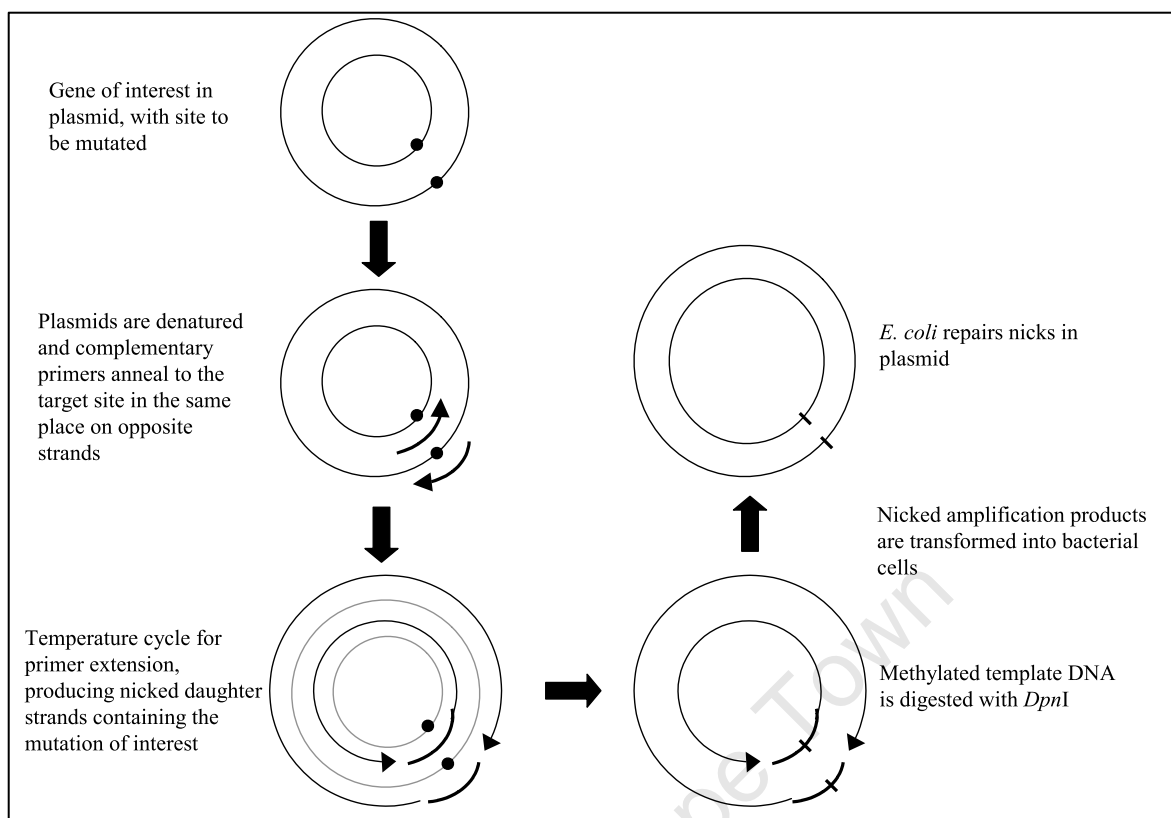 Gene of interest in
plasmid, with site to
be mutated
Plasmids are denatured
and complementary
primers anneal to the
target site in the same
place on opposite
strands
Temperature cycle for
primer extension,
producing nicked daughter
strands containing the
mutation of interest
E. coli repairs nicks in
plasmid
Nicked amplification products
are transformed into bacterial
cells
Methylated template DNA
is digested with DpnI
Town